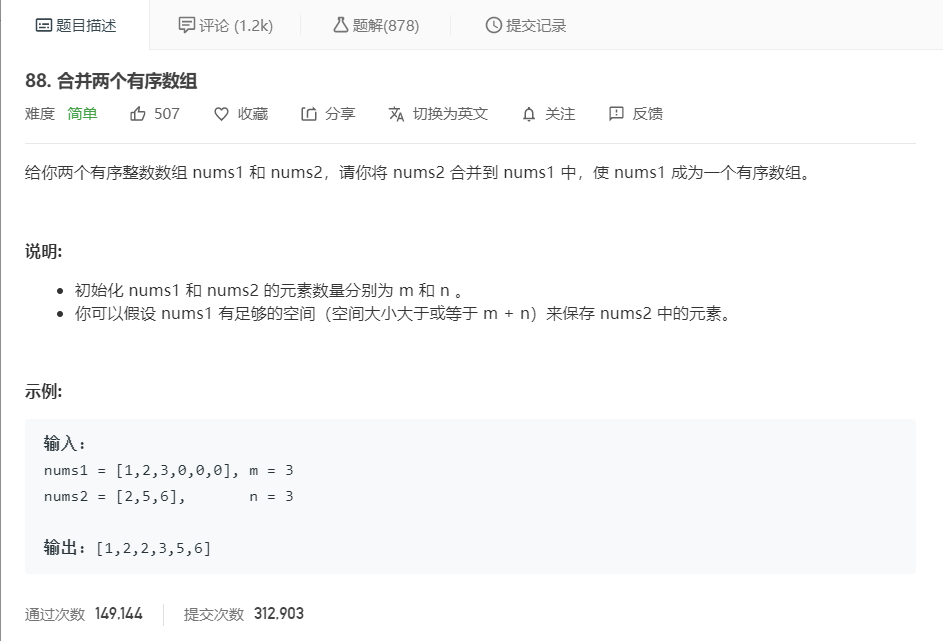 题目描述 评论 (1.2k) 题解(878) 提交记录
88. 合并两个有序数组
难度 简单 507 收藏 分享 切换为英文 关注 反馈
给你两个有序整数数组 nums1 和 nums2，请你将 nums2 合并到 nums1 中，使 nums1 成为一个有序数组。
说明:
初始化 nums1 和 nums2 的元素数量分别为 m 和 n 。
你可以假设 nums1 有足够的空间（空间大小大于或等于 m + n）来保存 nums2 中的元素。
示例:
输入:
nums1 = [1,2,3,0,0,0], m = 3
nums2 = [2,5,6], n = 3
输出: [1,2,2,3,5,6]
通过次数 149,144 提交次数 312,903